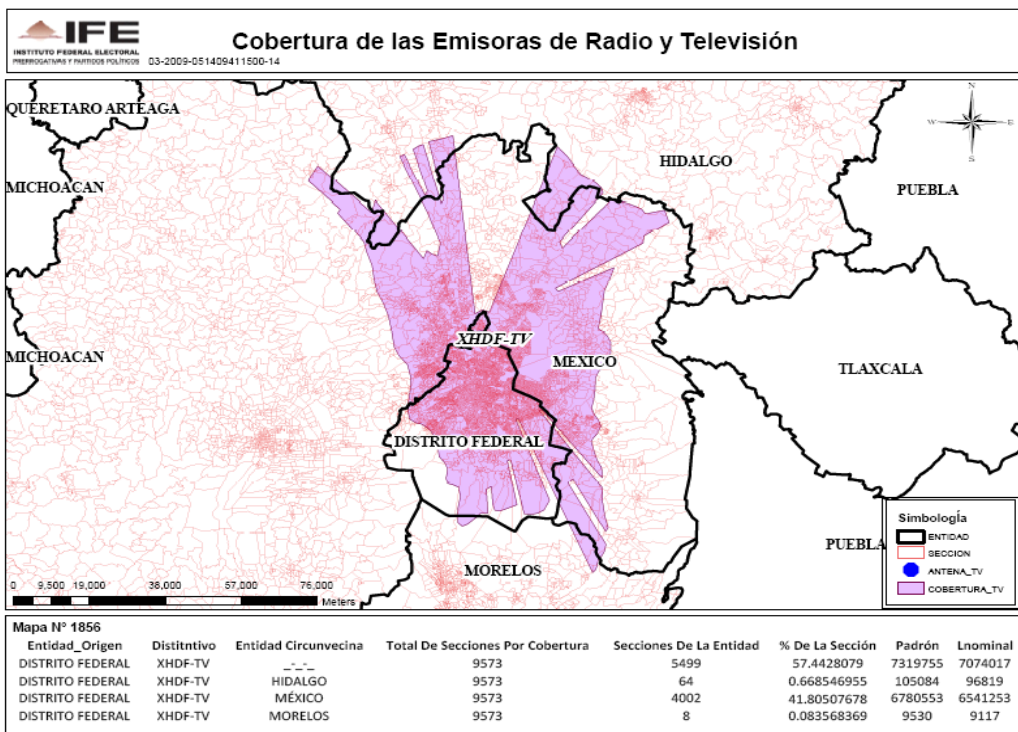 IFE
INSTITUTO FEDERAL ELECTORAL
PRERROGATIVAS Y PARTIDOS POLÍTICOS
03-2009-051409411500-14
Cobertura de las Emisoras de Radio y Televisión
QUERETARO ARTEAGA
HIDALGO
MICHOACAN
PUEBLA
N
W E
S
XHDF-TV
MICHOACAN
MEXICO
TLAXCALA
DISTRITO FEDERAL
PUEBLA
MORELOS
Simbología
ENTIDAD
SECCION
ANTENA_TV
COBERTURA_TV
0 9,500 19,000 38,000 57,000 76,000
Meters
Mapa N° 1856
Entidad_Origen Distitntivo Entidad Circunvecina Total De Secciones Por Cobertura Secciones De La Entidad % De La Sección Padrón Lnominal
DISTRITO FEDERAL XHDF-TV _-_-_ 9573 5499 57.4428079 7319755 7074017
DISTRITO FEDERAL XHDF-TV HIDALGO 9573 64 0.668546955 105084 96819
DISTRITO FEDERAL XHDF-TV MÉXICO 9573 4002 41.80507678 6780553 6541253
DISTRITO FEDERAL XHDF-TV MORELOS 9573 8 0.083568369 9530 9117